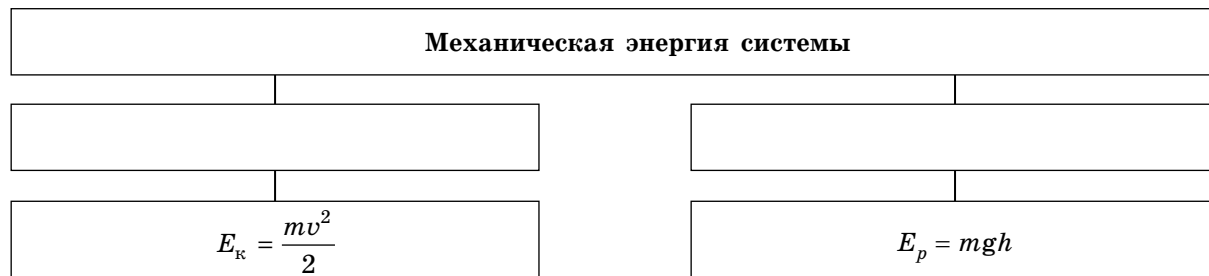 Механическая энергия системы
E_к = mv²/2
E_p = mgh